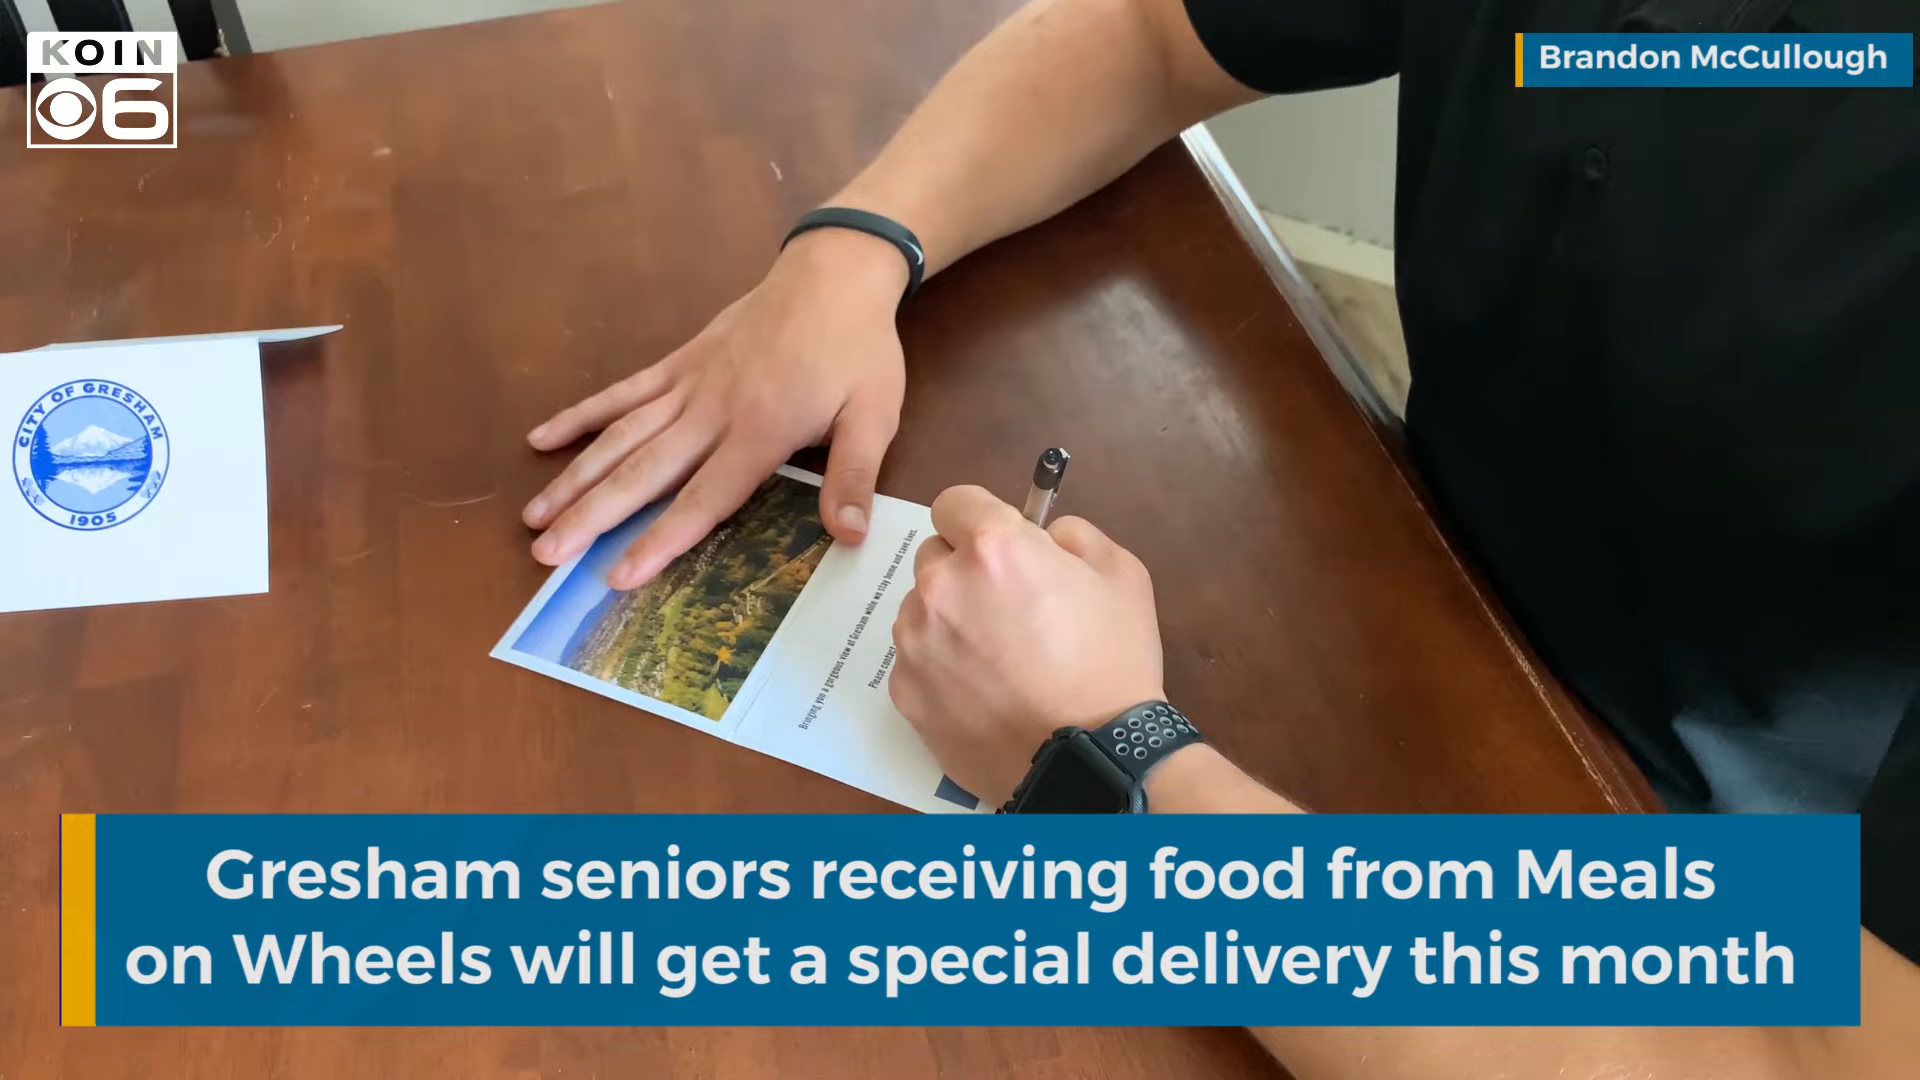 KOIN
6
Brandon McCullough
CITY OF GRESHAM
1905
Bringing you a gorgeous view of Gresham while we stay home and save lives.
Please contact
Gresham seniors receiving food from Meals
on Wheels will get a special delivery this month